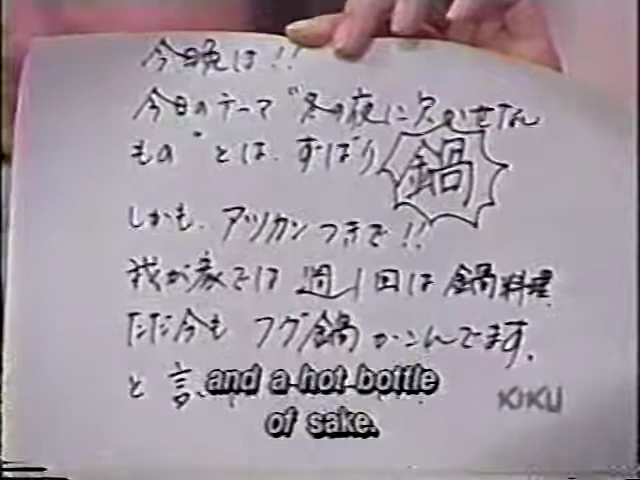 今晩は!!
今日のテーマ“冬の夜に欠かせない
もの”とは、ずばり 鍋
しかも、アツカンつきで!!
我が家では 週1回は 鍋料理
ただ今も フグ鍋 かこんでます。
と 言
and a hot bottle
of sake.
KIKU